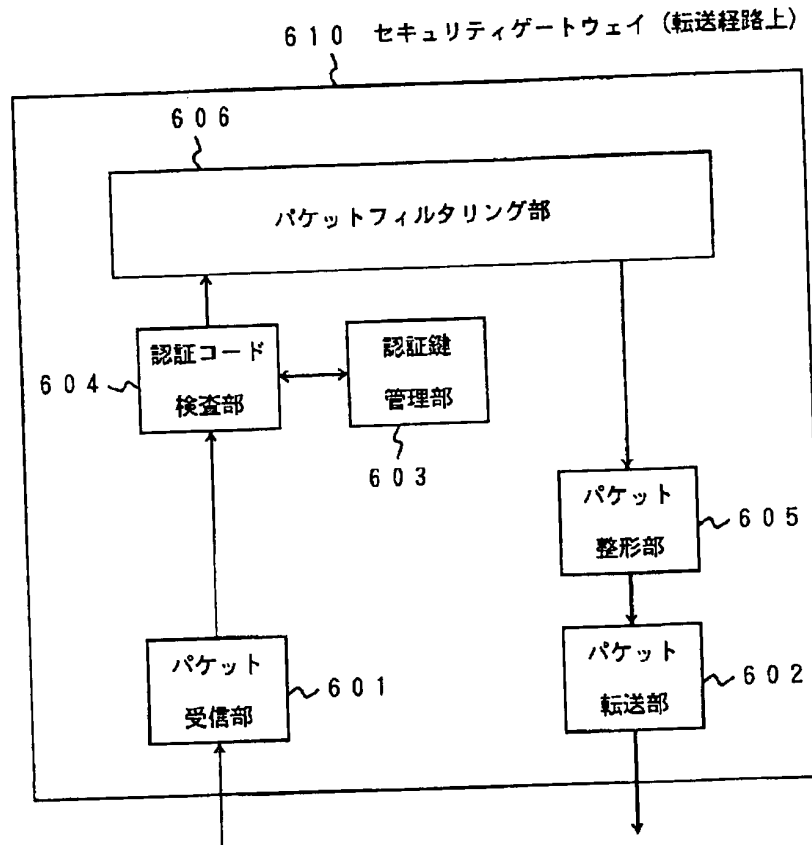 610 セキュリティゲートウェイ (転送経路上)
606
パケットフィルタリング部
認証コード
検査部
604
認証鍵
管理部
603
パケット
整形部
605
パケット
受信部
601
パケット
転送部
602